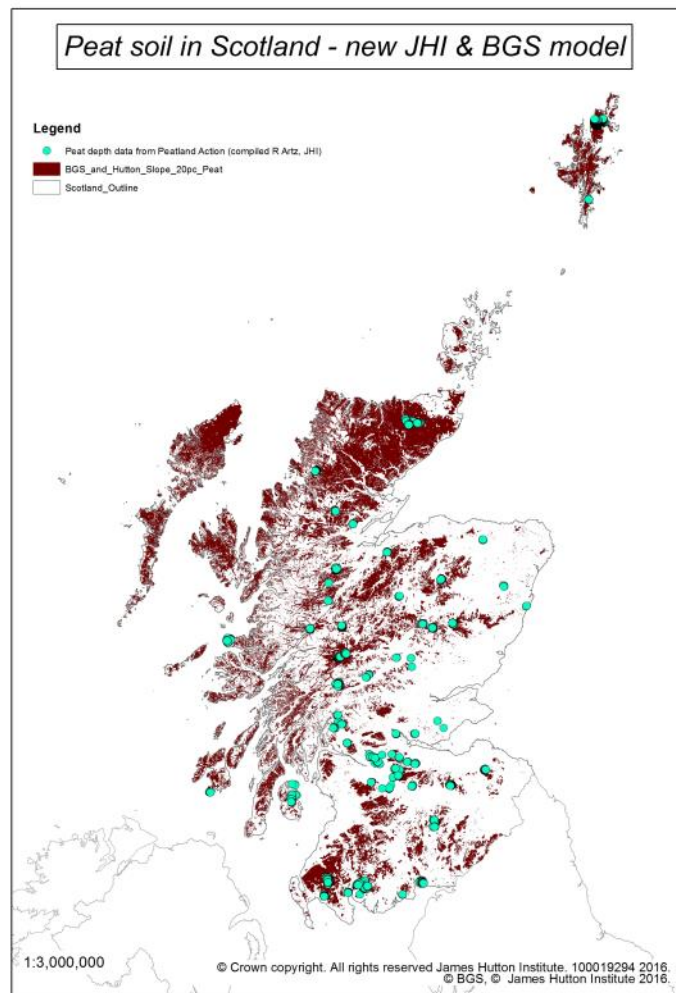 Peat soil in Scotland - new JHI & BGS model
Legend
Peat depth data from Peatland Action (compiled R Artz, JHI)
BGS_and_Hutton_Slope_20pc_Peat
Scotland_Outline
1:3,000,000
© Crown copyright. All rights reserved James Hutton Institute. 100019294 2016.
© BGS, © James Hutton Institute 2016.